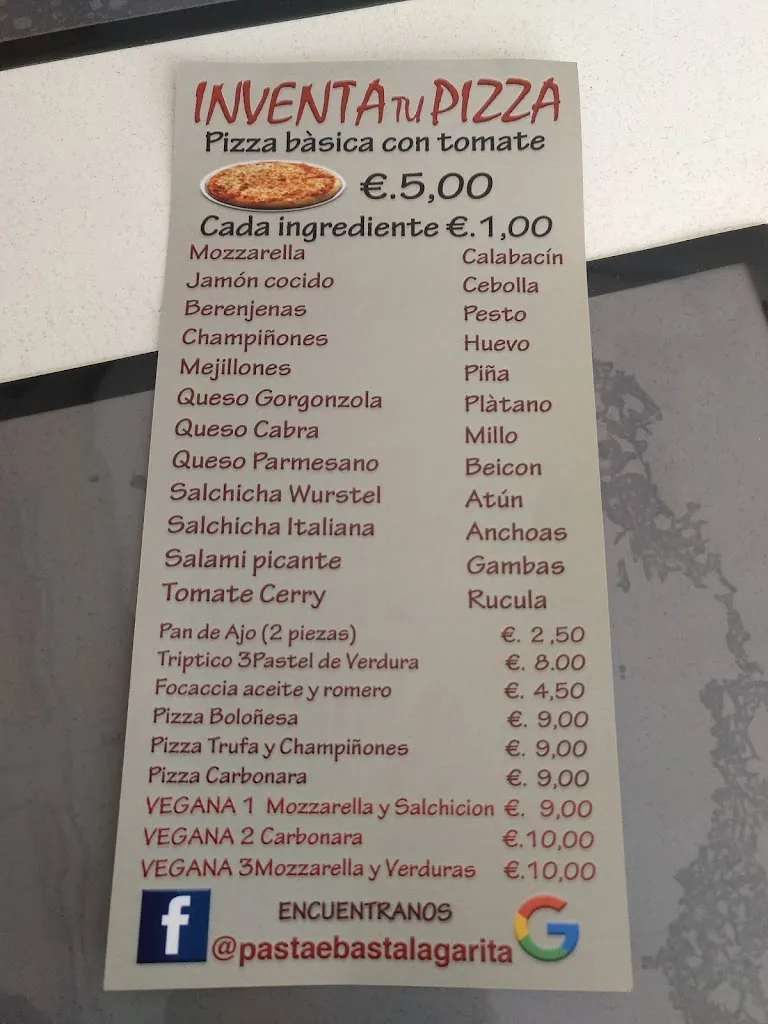 INVENTA TU PIZZA
Pizza bàsica con tomate
€.5,00
Cada ingrediente €.1,00
Mozzarella
Jamón cocido
Berenjenas
Champiñones
Mejillones
Queso Gorgonzola
Queso Cabra
Queso Parmesano
Salchicha Wurstel
Salchicha Italiana
Salami picante
Tomate Cerry
Calabacín
Cebolla
Pesto
Huevo
Piña
Plàtano
Millo
Beicon
Atún
Anchoas
Gambas
Rucula
Pan de Ajo (2 piezas) €. 2,50
Triptico 3Pastel de Verdura €. 8.00
Focaccia aceite y romero €. 4,50
Pizza Boloñesa €. 9,00
Pizza Trufa y Champiñones €. 9,00
Pizza Carbonara €. 9,00
VEGANA 1 Mozzarella y Salchicion €. 9,00
VEGANA 2 Carbonara €.10,00
VEGANA 3Mozzarella y Verduras €.10,00
f ENCUENTRANOS G
@pastaebastalagarita